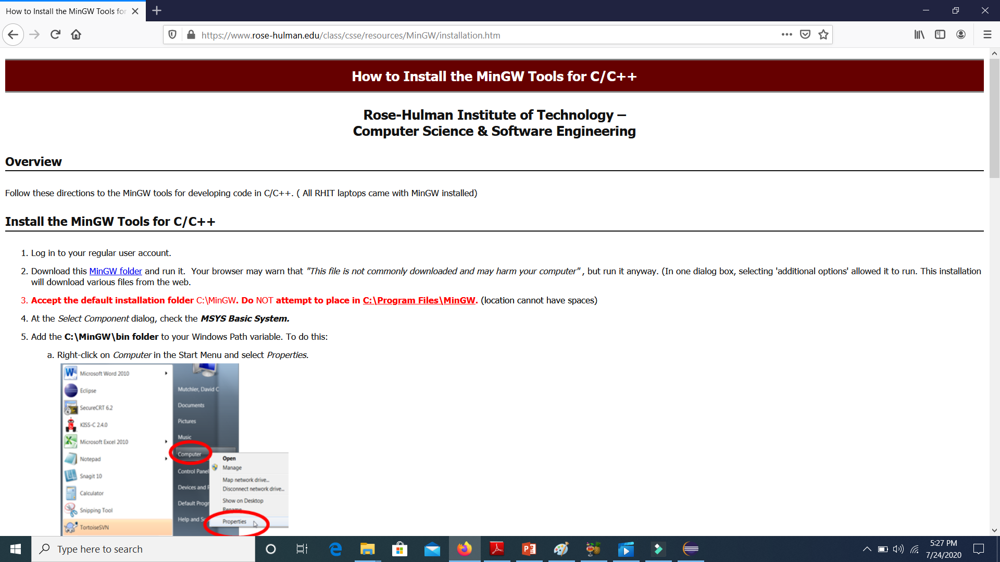 How to Install the MinGW Tools for
https://www.rose-hulman.edu/class/csse/resources/MinGW/installation.htm
How to Install the MinGW Tools for C/C++
Rose-Hulman Institute of Technology –
Computer Science & Software Engineering
Overview
Follow these directions to the MinGW tools for developing code in C/C++. ( All RHIT laptops came with MinGW installed)
Install the MinGW Tools for C/C++
1. Log in to your regular user account.
2. Download this MinGW folder and run it.  Your browser may warn that "This file is not commonly downloaded and may harm your computer" , but run it anyway. (In one dialog box, selecting 'additional options' allowed it to run. This installation
will download various files from the web.
3. Accept the default installation folder C:\MinGW. Do NOT attempt to place in C:\Program Files\MinGW. (location cannot have spaces)
4. At the Select Component dialog, check the MSYS Basic System.
5. Add the C:\MinGW\bin folder to your Windows Path variable. To do this:
a. Right-click on Computer in the Start Menu and select Properties.
Microsoft Word 2010
Eclipse
SecureCRT 6.2
KISS-C 2.4.0
Microsoft Excel 2010
Notepad
Snagit 10
Calculator
Snipping Tool
TortoiseSVN
Mutchler, David C
Documents
Pictures
Music
Computer
Control Panel
Devices and P
Default Progr
Help and Su
Open
Manage
Map network drive...
Disconnect network drive...
Show on Desktop
Rename
Properties
Type here to search
5:27 PM
7/24/2020